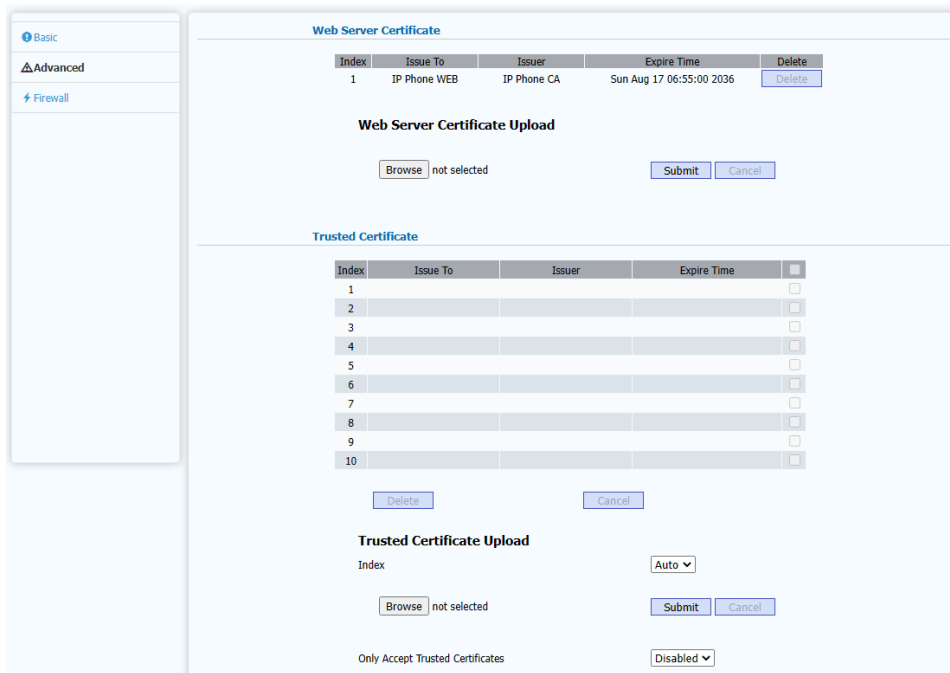 Basic
Advanced
Firewall
Web Server Certificate
Index Issue To Issuer Expire Time Delete
1 IP Phone WEB IP Phone CA Sun Aug 17 06:55:00 2036 Delete
Web Server Certificate Upload
Browse not selected Submit Cancel
Trusted Certificate
Index Issue To Issuer Expire Time
1
2
3
4
5
6
7
8
9
10
Delete Cancel
Trusted Certificate Upload
Index Auto
Browse not selected Submit Cancel
Only Accept Trusted Certificates Disabled